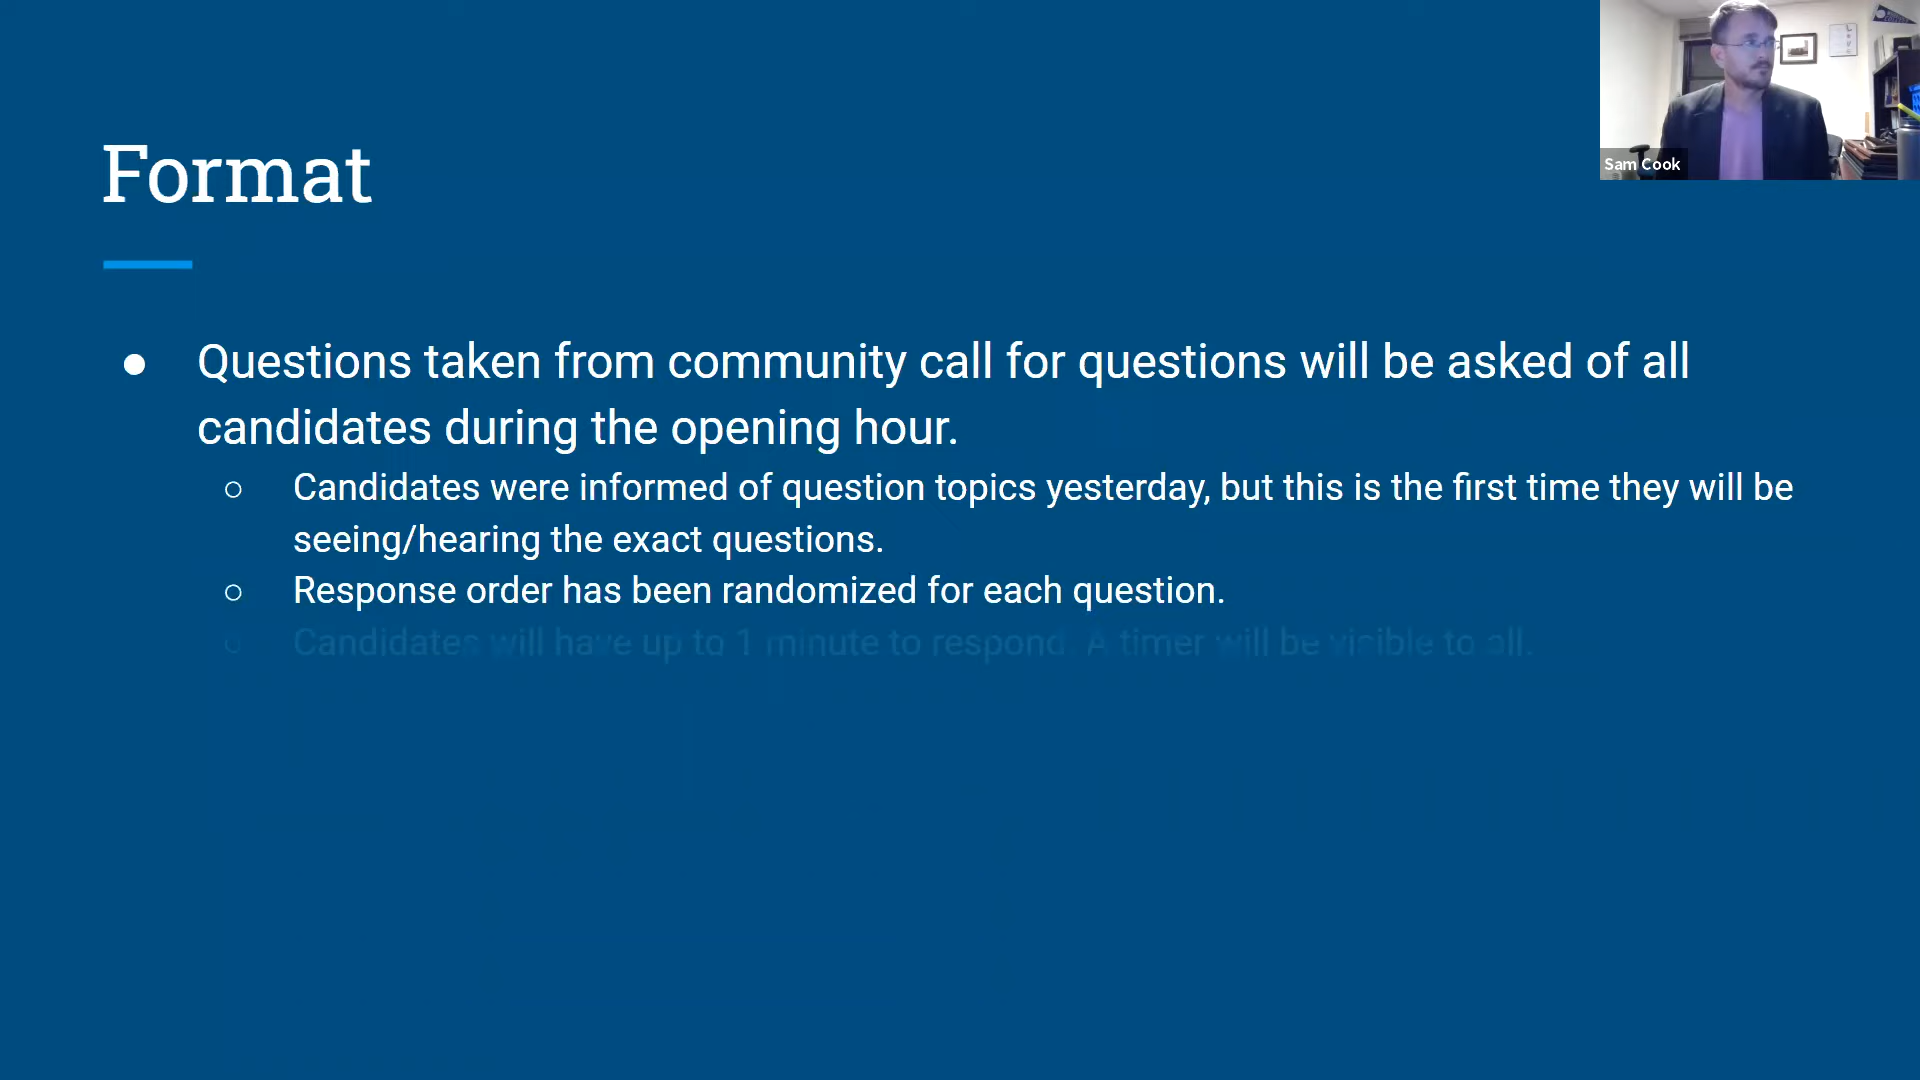 Format
Sam Cook
● Questions taken from community call for questions will be asked of all
candidates during the opening hour.
○ Candidates were informed of question topics yesterday, but this is the first time they will be
seeing/hearing the exact questions.
○ Response order has been randomized for each question.
○ Candidates will have up to 1 minute to respond. A timer will be visible to all.